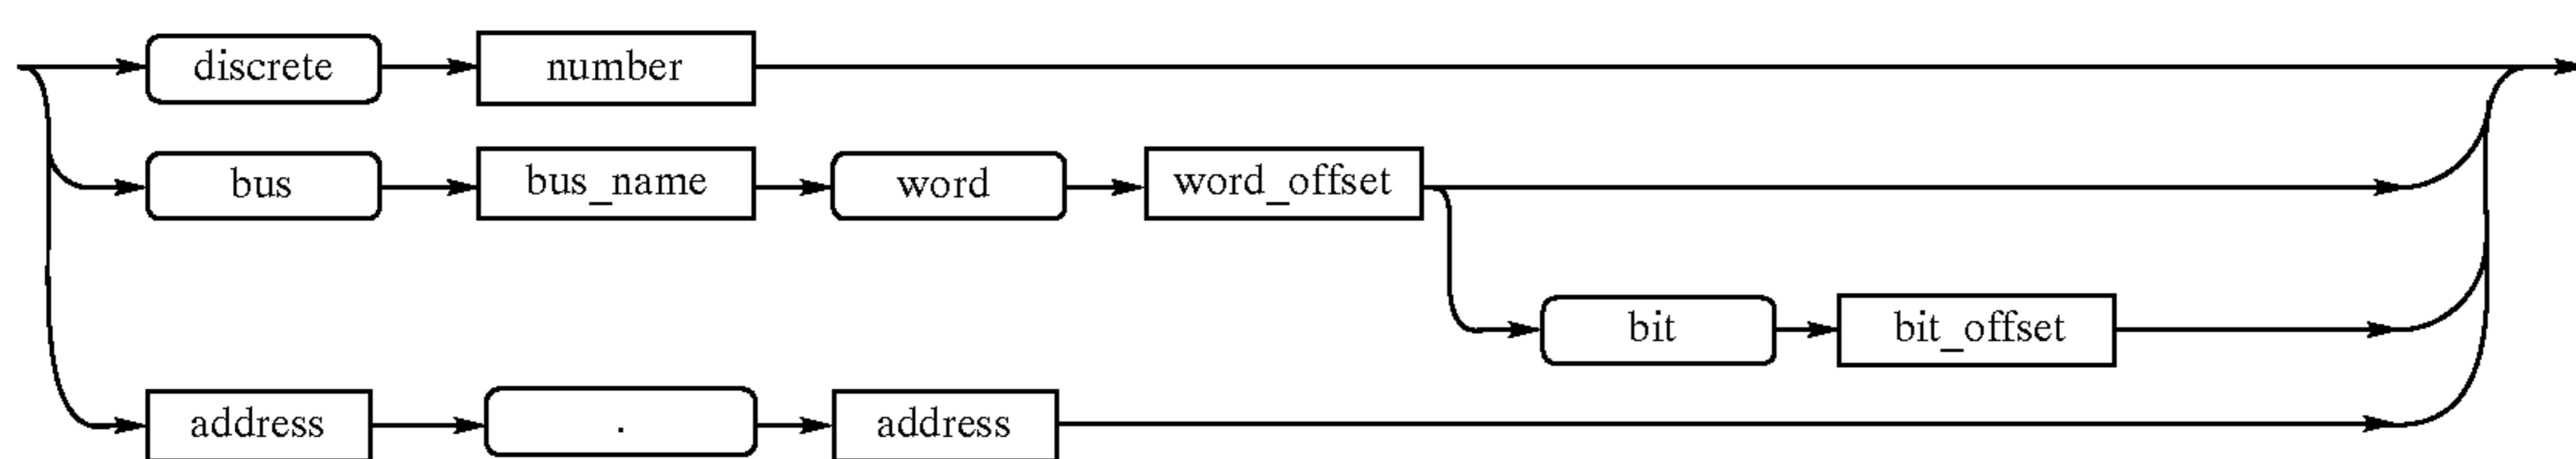 discrete number
bus bus_name word word_offset
bit bit_offset
address . address